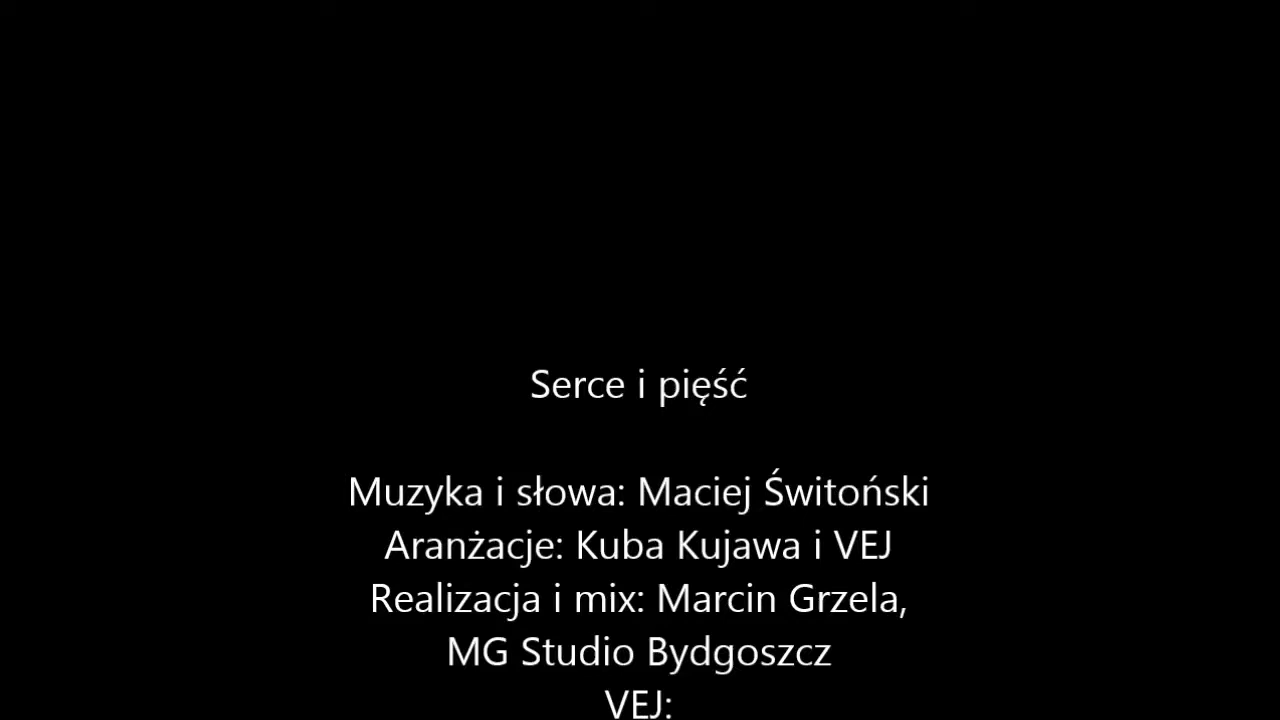 Serce i pięść
Muzyka i słowa: Maciej Świtoński
Aranżacje: Kuba Kujawa i VEJ
Realizacja i mix: Marcin Grzela,
MG Studio Bydgoszcz
VEJ: